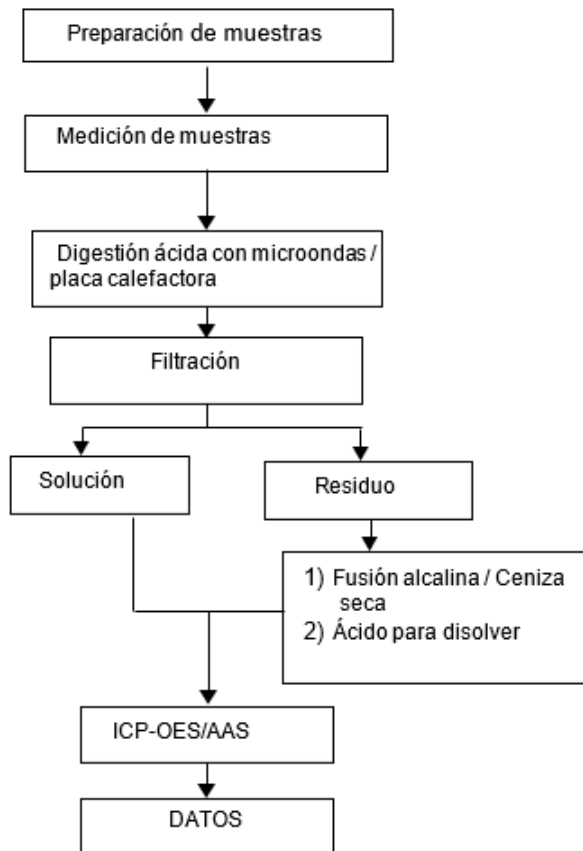 Preparación de muestras
Medición de muestras
Digestión ácida con microondas /
placa calefactora
Filtración
Solución
Residuo
1) Fusión alcalina / Ceniza
seca
2) Ácido para disolver
ICP-OES/AAS
DATOS